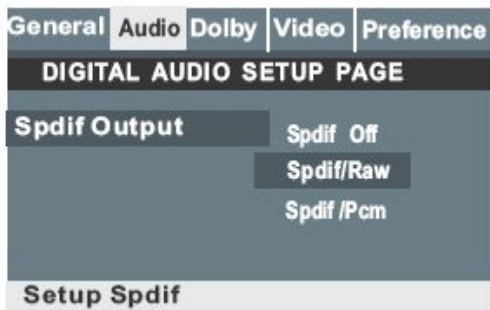 General Audio Dolby Video Preference
DIGITAL AUDIO SETUP PAGE
Spdif Output
Spdif Off
Spdif/Raw
Spdif /Pcm
Setup Spdif